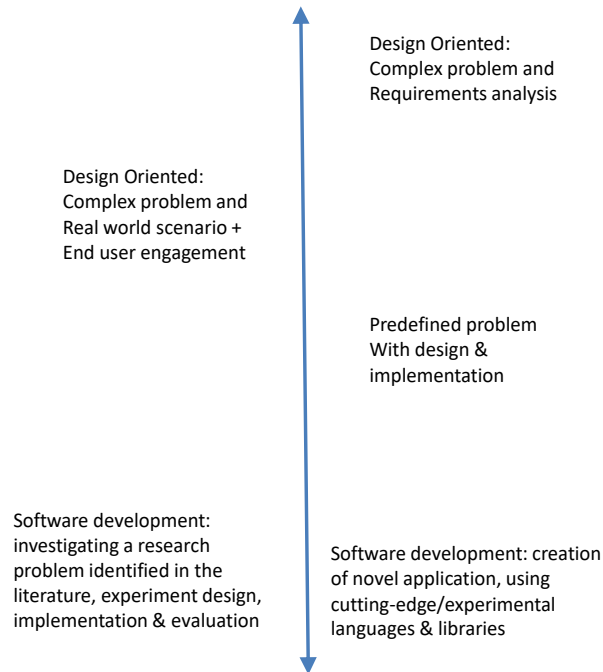 Design Oriented:
Complex problem and
Requirements analysis
Design Oriented:
Complex problem and
Real world scenario +
End user engagement
Predefined problem
With design &
implementation
Software development:
investigating a research
problem identified in the
literature, experiment design,
implementation & evaluation
Software development: creation
of novel application, using
cutting-edge/experimental
languages & libraries